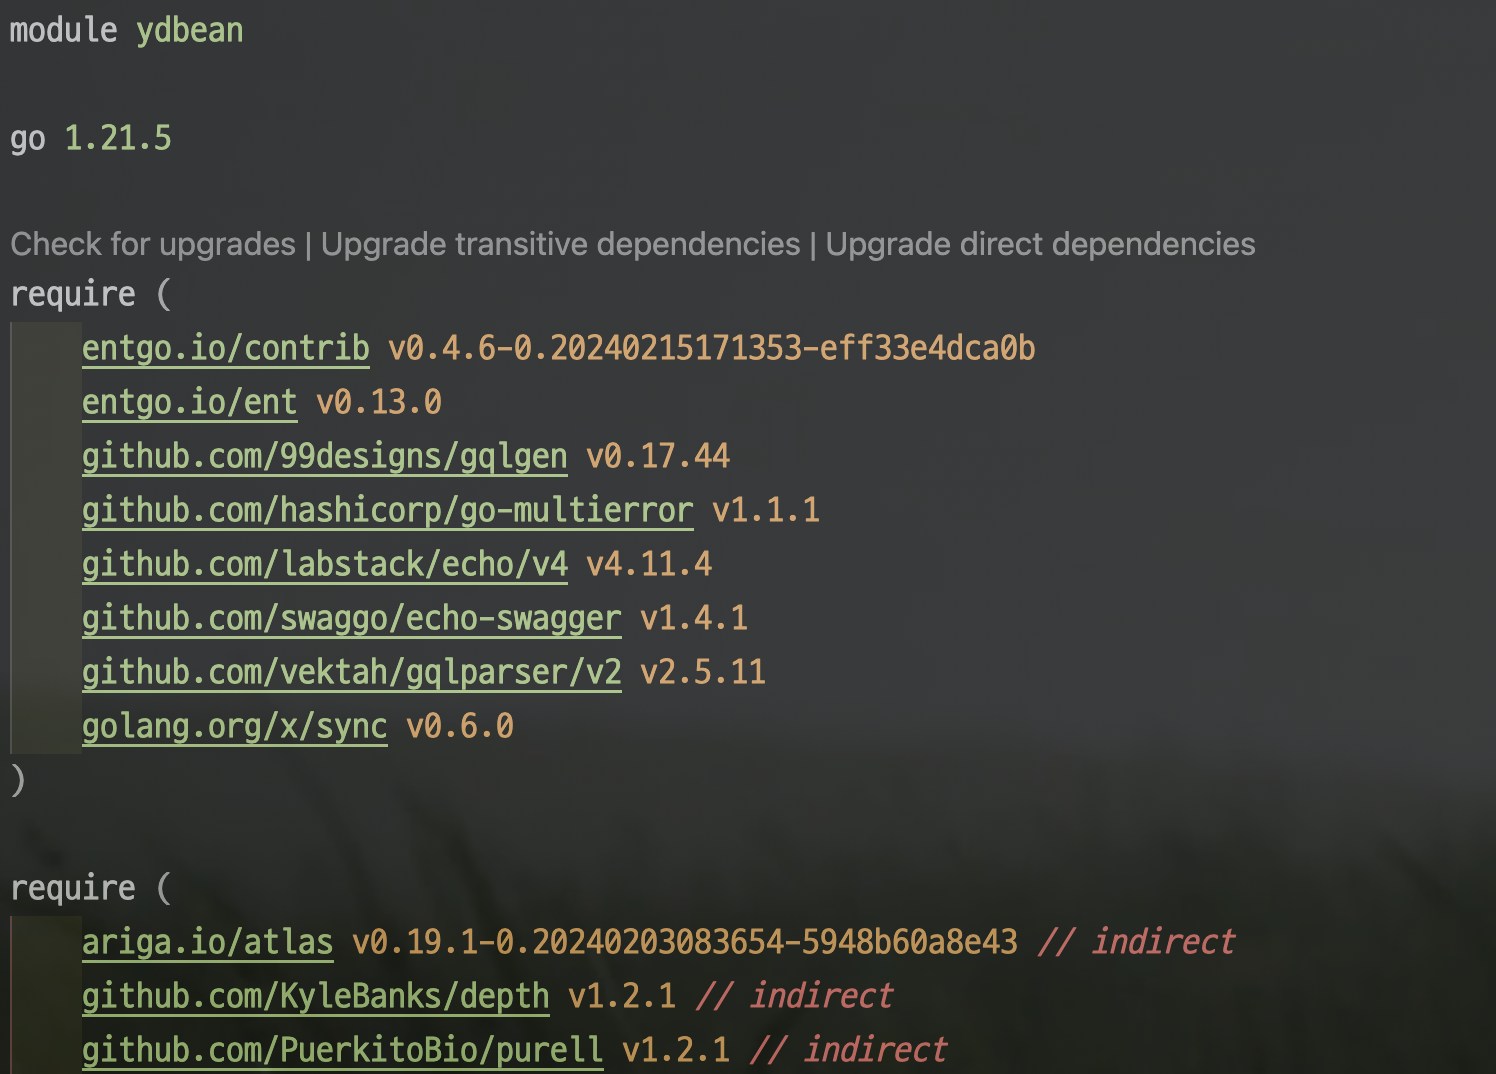 module ydbean
go 1.21.5
Check for upgrades | Upgrade transitive dependencies | Upgrade direct dependencies
require (
entgo.io/contrib v0.4.6-0.20240215171353-eff33e4dca0b
entgo.io/ent v0.13.0
github.com/99designs/gqlgen v0.17.44
github.com/hashicorp/go-multierror v1.1.1
github.com/labstack/echo/v4 v4.11.4
github.com/swaggo/echo-swagger v1.4.1
github.com/vektah/gqlparser/v2 v2.5.11
golang.org/x/sync v0.6.0
)
require (
ariga.io/atlas v0.19.1-0.20240203083654-5948b60a8e43 // indirect
github.com/KyleBanks/depth v1.2.1 // indirect
github.com/PuerkitoBio/purell v1.2.1 // indirect